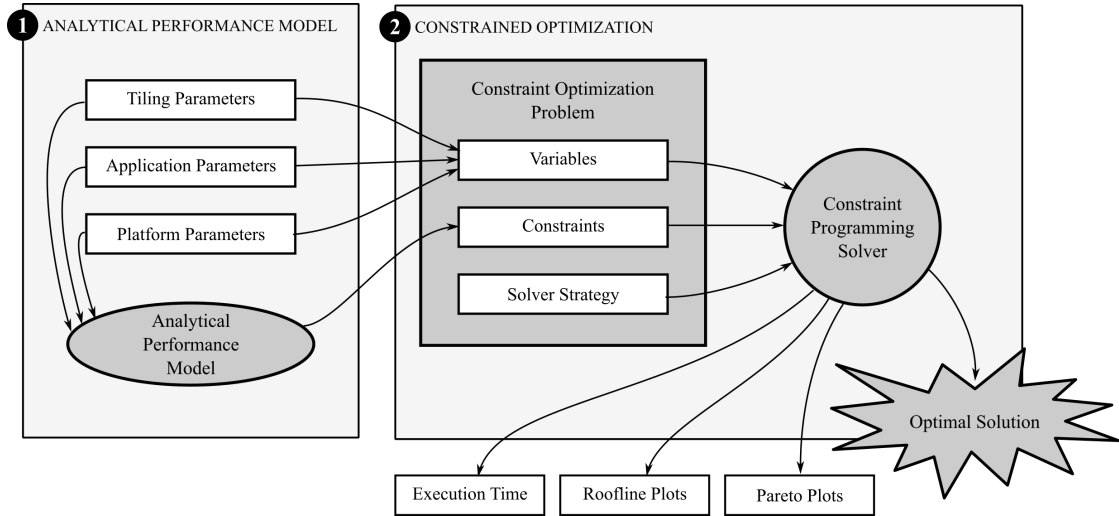 1 ANALYTICAL PERFORMANCE MODEL
Tiling Parameters
Application Parameters
Platform Parameters
Analytical
Performance
Model
2 CONSTRAINED OPTIMIZATION
Constraint Optimization
Problem
Variables
Constraints
Solver Strategy
Constraint
Programming
Solver
Optimal Solution
Execution Time
Roofline Plots
Pareto Plots